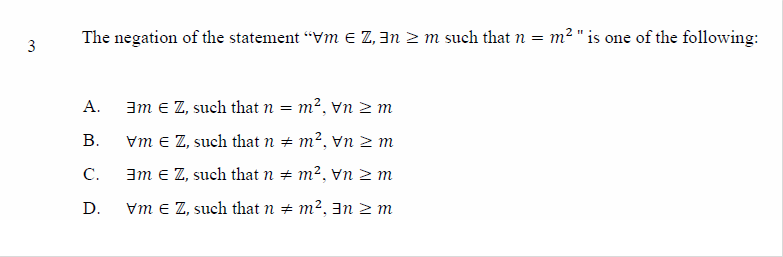 3 The negation of the statement “∀m ∈ ℤ, ∃n ≥ m such that n = m² " is one of the following:
A. ∃m ∈ ℤ, such that n = m², ∀n ≥ m
B. ∀m ∈ ℤ, such that n ≠ m², ∀n ≥ m
C. ∃m ∈ ℤ, such that n ≠ m², ∀n ≥ m
D. ∀m ∈ ℤ, such that n ≠ m², ∃n ≥ m